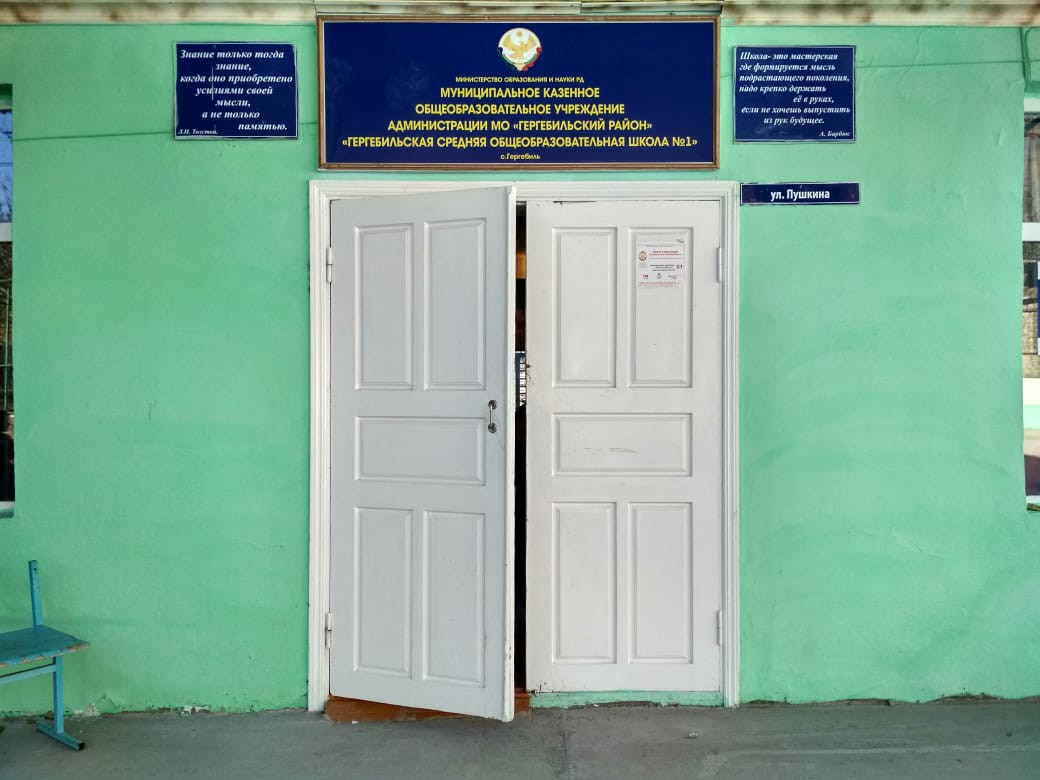 Знание только тогда
знание,
когда оно приобретено
усилиями своей
мысли,
а не только
памятью.
Л.Н. Толстов.
МИНИСТЕРСТВО ОБРАЗОВАНИЯ И НАУКИ РД
МУНИЦИПАЛЬНОЕ КАЗЕННОЕ
ОБЩЕОБРАЗОВАТЕЛЬНОЕ УЧРЕЖДЕНИЕ
АДМИНИСТРАЦИИ МО «ГЕРГЕБИЛЬСКИЙ РАЙОН»
«ГЕРГЕБИЛЬСКАЯ СРЕДНЯЯ ОБЩЕОБРАЗОВАТЕЛЬНАЯ ШКОЛА №1»
с.Гергебиль
Школа- это мастерская
где формируется мысль
подрастающего поколения,
надо крепко держать
её в руках,
если не хочешь выпустить
из рук будущее.
А. Барбюс
ул. Пушкина
01